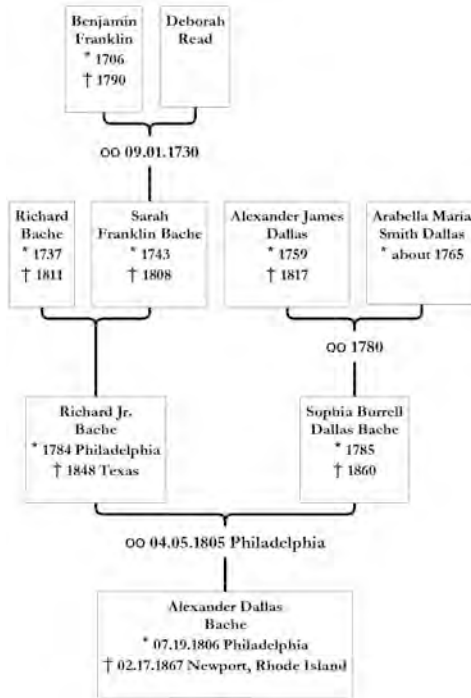 Benjamin
Franklin
* 1706
† 1790
Deborah
Read
OO 09.01.1730
Richard
Bache
* 1737
† 1811
Sarah
Franklin Bache
* 1743
† 1808
Alexander James
Dallas
* 1759
† 1817
Arabella Maria
Smith Dallas
* about 1765
OO 1780
Richard Jr.
Bache
* 1784 Philadelphia
† 1848 Texas
Sophia Burrell
Dallas Bache
* 1785
† 1860
OO 04.05.1805 Philadelphia
Alexander Dallas
Bache
* 07.19.1806 Philadelphia
† 02.17.1867 Newport, Rhode Island